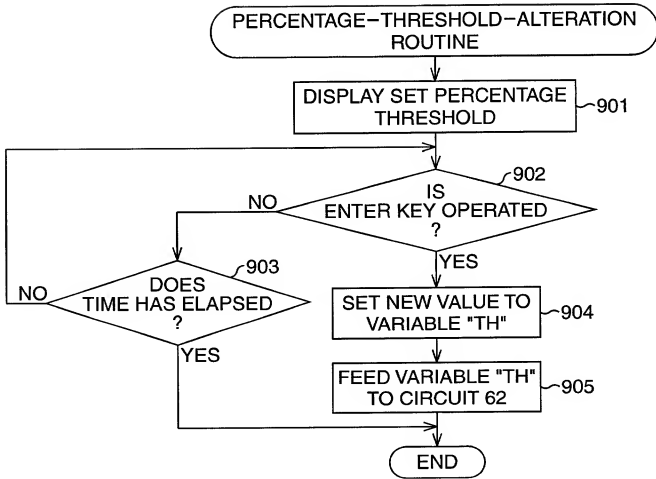 PERCENTAGE-THRESHOLD-ALTERATION
ROUTINE
DISPLAY SET PERCENTAGE
THRESHOLD
901
902
IS
ENTER KEY OPERATED
?
NO
YES
903
DOES
TIME HAS ELAPSED
?
NO
YES
SET NEW VALUE TO
VARIABLE "TH"
904
FEED VARIABLE "TH"
TO CIRCUIT 62
905
END